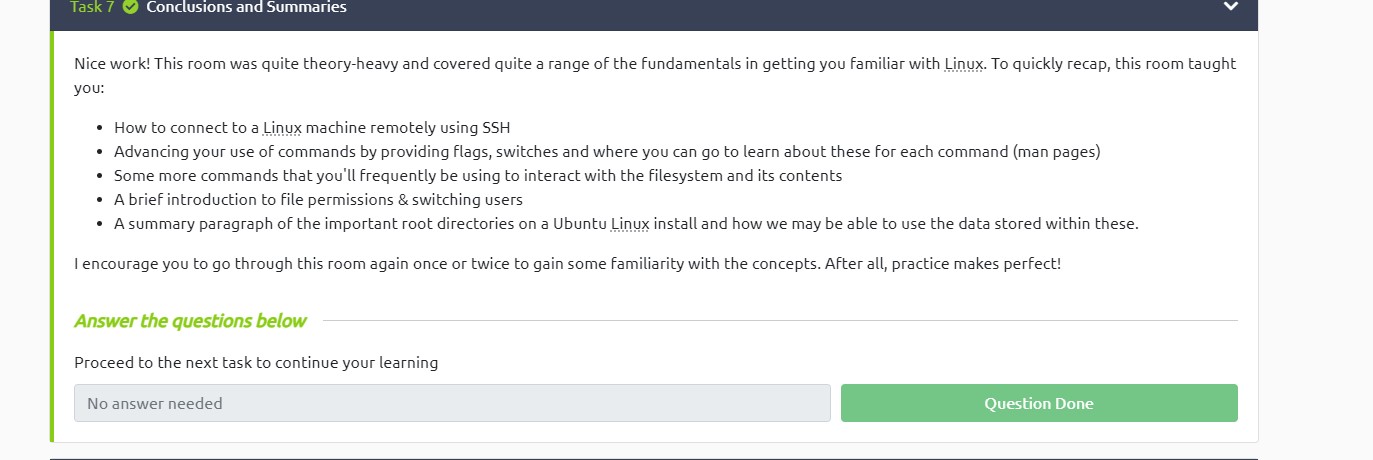 Task 7 Conclusions and Summaries
Nice work! This room was quite theory-heavy and covered quite a range of the fundamentals in getting you familiar with Linux. To quickly recap, this room taught
you:
• How to connect to a Linux machine remotely using SSH
• Advancing your use of commands by providing flags, switches and where you can go to learn about these for each command (man pages)
• Some more commands that you'll frequently be using to interact with the filesystem and its contents
• A brief introduction to file permissions & switching users
• A summary paragraph of the important root directories on a Ubuntu Linux install and how we may be able to use the data stored within these.
I encourage you to go through this room again once or twice to gain some familiarity with the concepts. After all, practice makes perfect!
Answer the questions below
Proceed to the next task to continue your learning
No answer needed
Question Done